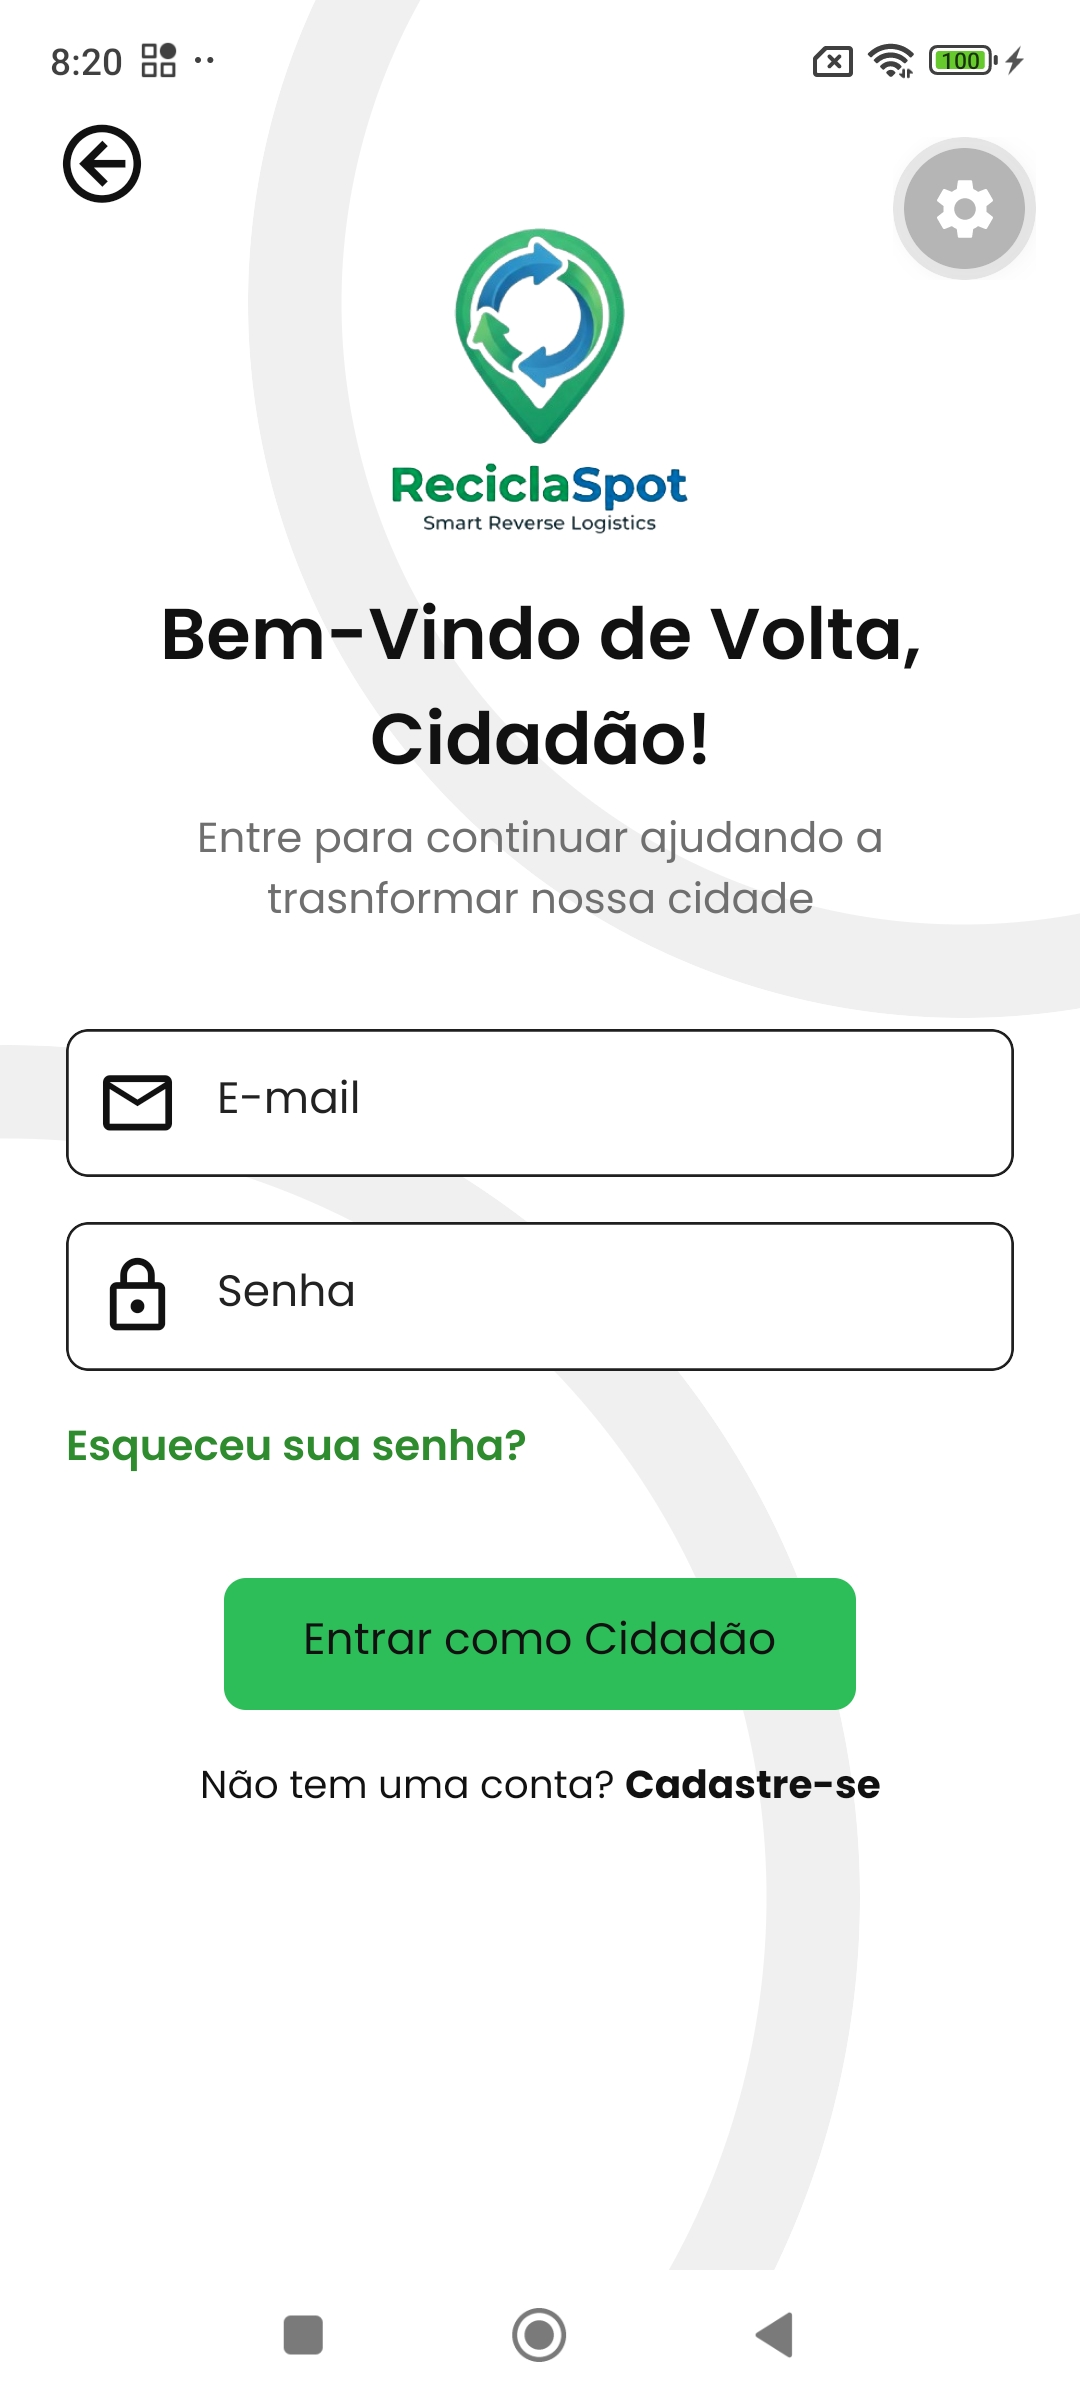 8:20
100
ReciclaSpot
Smart Reverse Logistics
Bem-Vindo de Volta,
Cidadão!
Entre para continuar ajudando a
trasnformar nossa cidade
E-mail
Senha
Esqueceu sua senha?
Entrar como Cidadão
Não tem uma conta? Cadastre-se